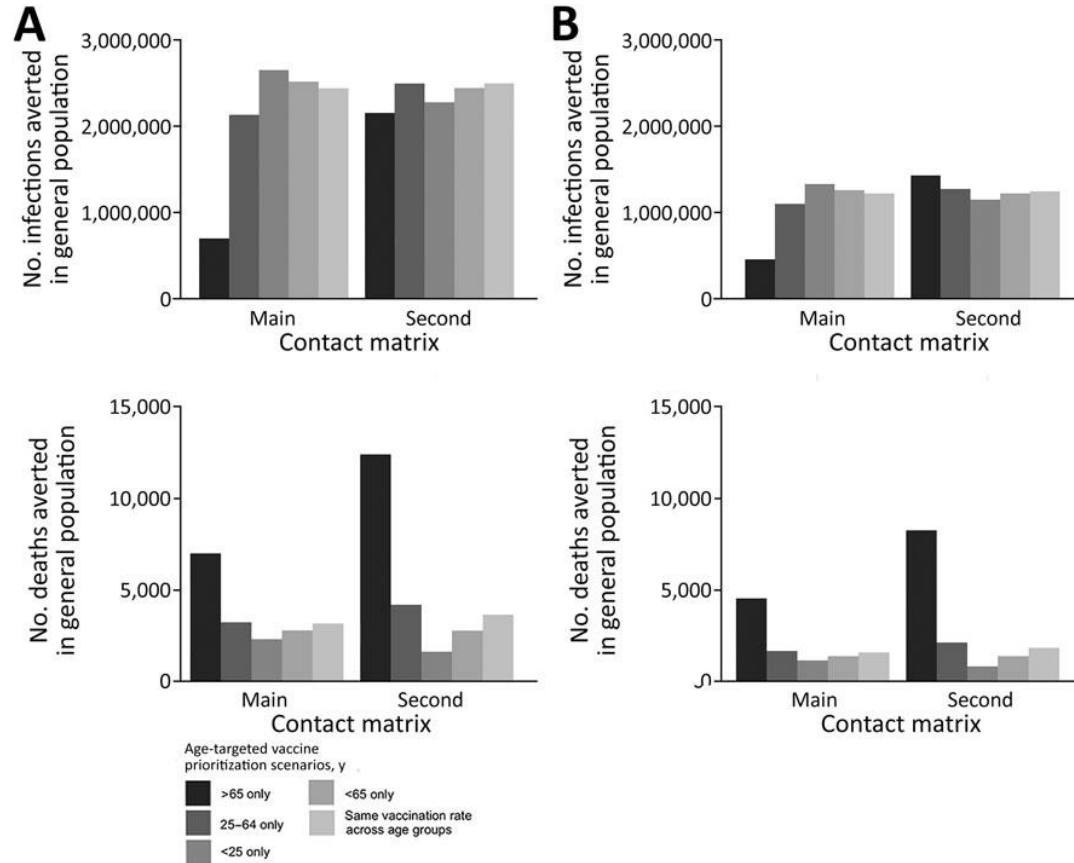 A
No. infections averted
in general population
3,000,000
2,000,000
1,000,000
0
Main
Second
Contact matrix
B
No. infections averted
in general population
3,000,000
2,000,000
1,000,000
0
Main
Second
Contact matrix
No. deaths averted
in general population
15,000
10,000
5,000
0
Main
Second
Contact matrix
No. deaths averted
in general population
15,000
10,000
5,000
0
Main
Second
Contact matrix
Age-targeted vaccine
prioritization scenarios, y
>65 only
25–64 only
<25 only
<65 only
Same vaccination rate
across age groups